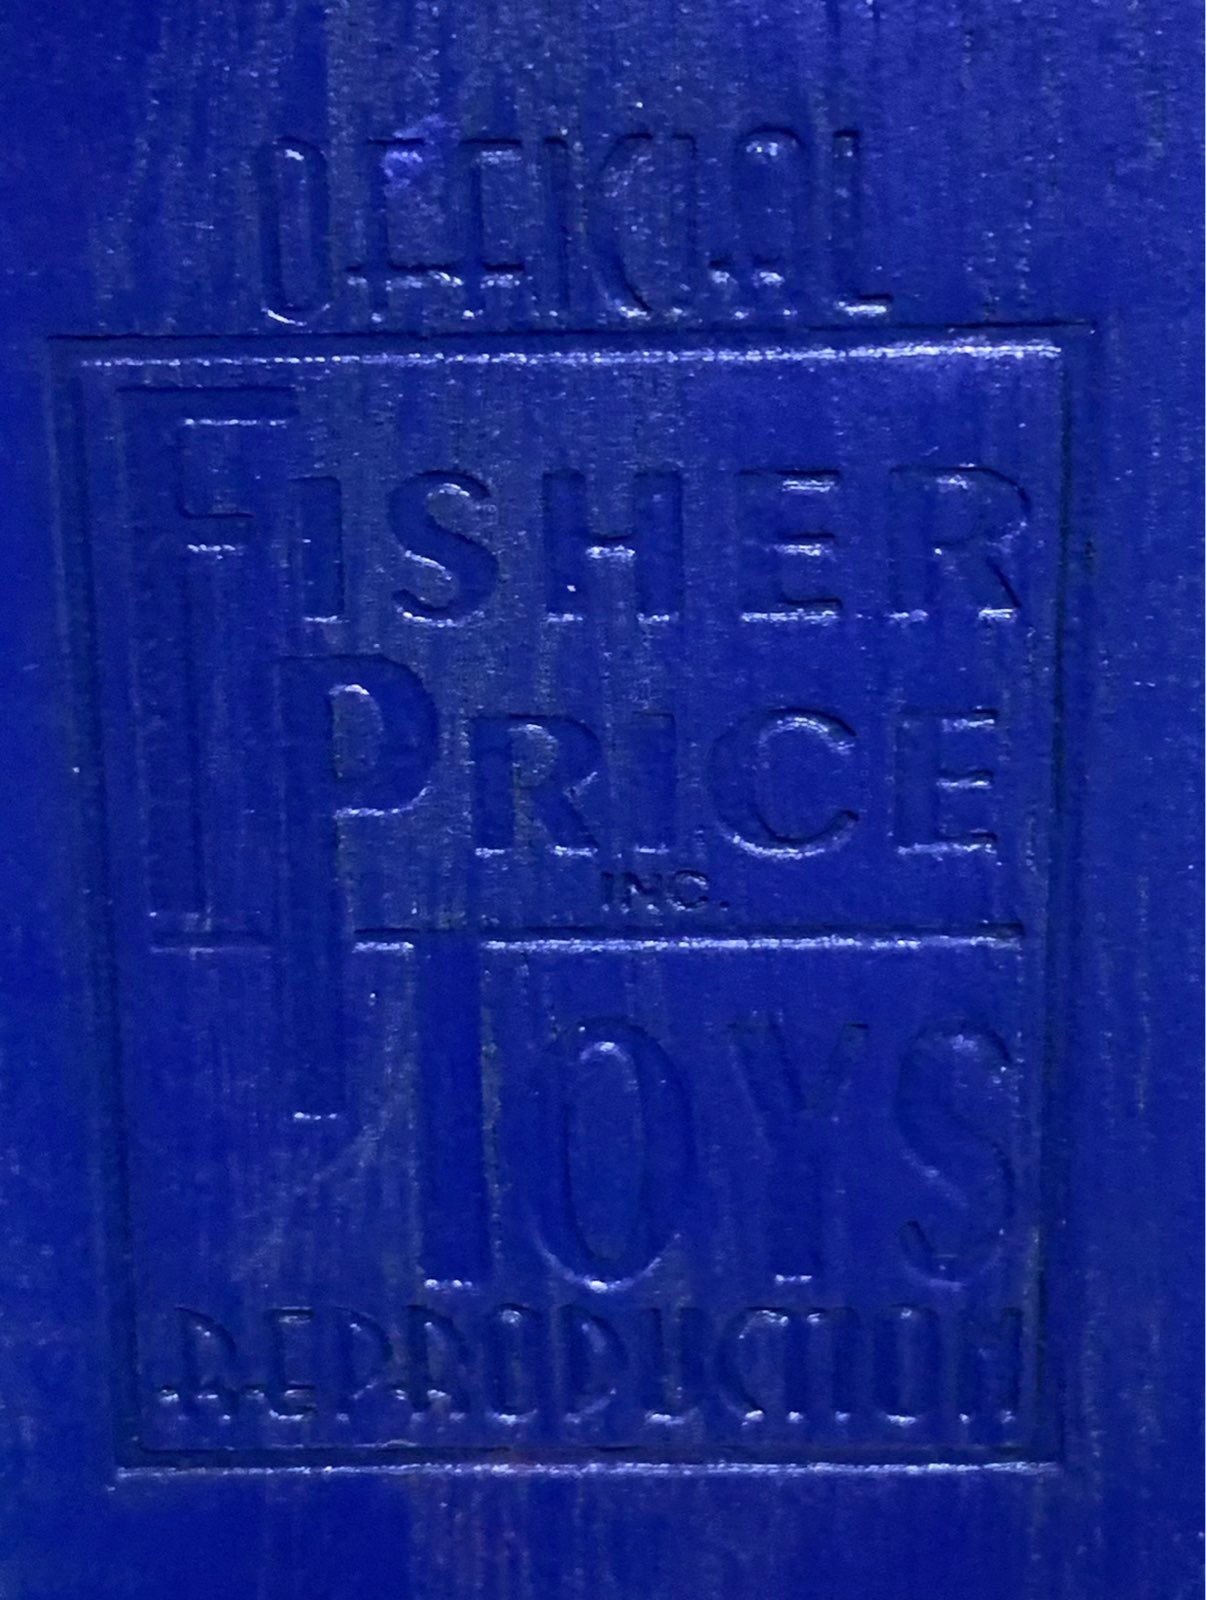 OFFICIAL
FISHER
PRICE
INC.
TOYS
REPRODUCTION